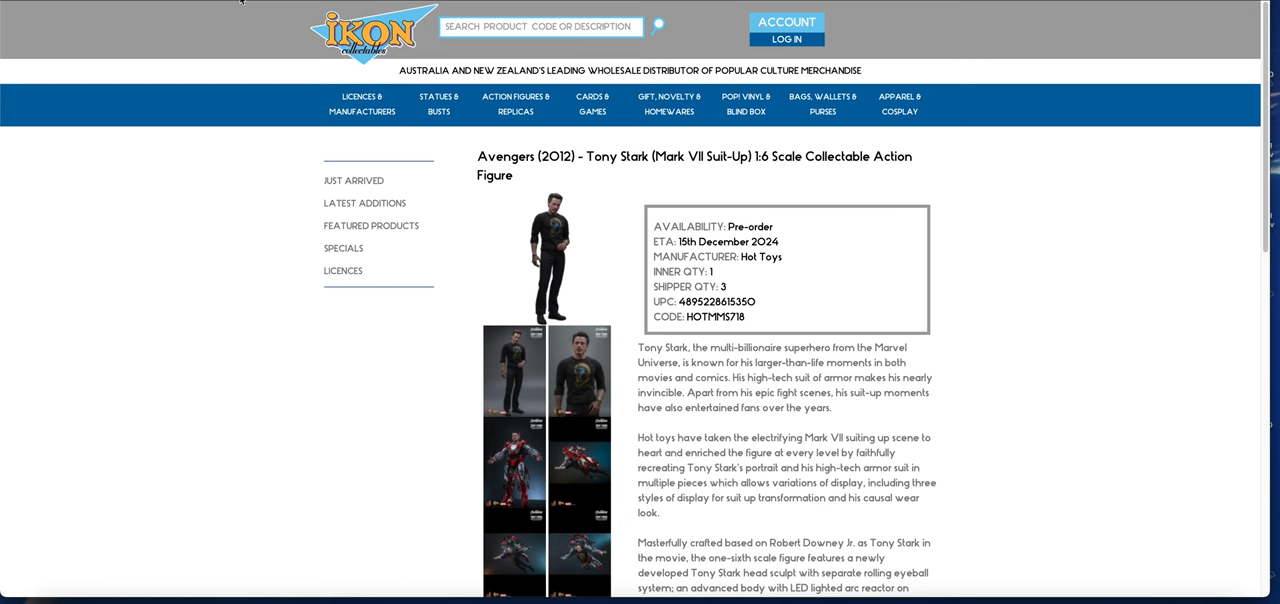 iKON
collectables
SEARCH PRODUCT CODE OR DESCRIPTION
ACCOUNT
LOG IN
AUSTRALIA AND NEW ZEALAND'S LEADING WHOLESALE DISTRIBUTOR OF POPULAR CULTURE MERCHANDISE
LICENCES &
MANUFACTURERS
STATUES &
BUSTS
ACTION FIGURES &
REPLICAS
CARDS &
GAMES
GIFT, NOVELTY &
HOMEWARES
POP! VINYL &
BLIND BOX
BAGS, WALLETS &
PURSES
APPAREL &
COSPLAY
JUST ARRIVED
LATEST ADDITIONS
FEATURED PRODUCTS
SPECIALS
LICENCES
Avengers (2012) - Tony Stark (Mark VII Suit-Up) 1:6 Scale Collectable Action
Figure
AVAILABILITY: Pre-order
ETA: 15th December 2024
MANUFACTURER: Hot Toys
INNER QTY: 1
SHIPPER QTY: 3
UPC: 4895228615350
CODE: HOTMMS718
Tony Stark, the multi-billionaire superhero from the Marvel
Universe, is known for his larger-than-life moments in both
movies and comics. His high-tech suit of armor makes his nearly
invincible. Apart from his epic fight scenes, his suit-up moments
have also entertained fans over the years.
Hot toys have taken the electrifying Mark VII suiting up scene to
heart and enriched the figure at every level by faithfully
recreating Tony Stark's portrait and his high-tech armor suit in
multiple pieces which allows variations of display, including three
styles of display for suit up transformation and his causal wear
look.
Masterfully crafted based on Robert Downey Jr. as Tony Stark in
the movie, the one-sixth scale figure features a newly
developed Tony Stark head sculpt with separate rolling eyeball
system; an advanced body with LED lighted arc reactor on